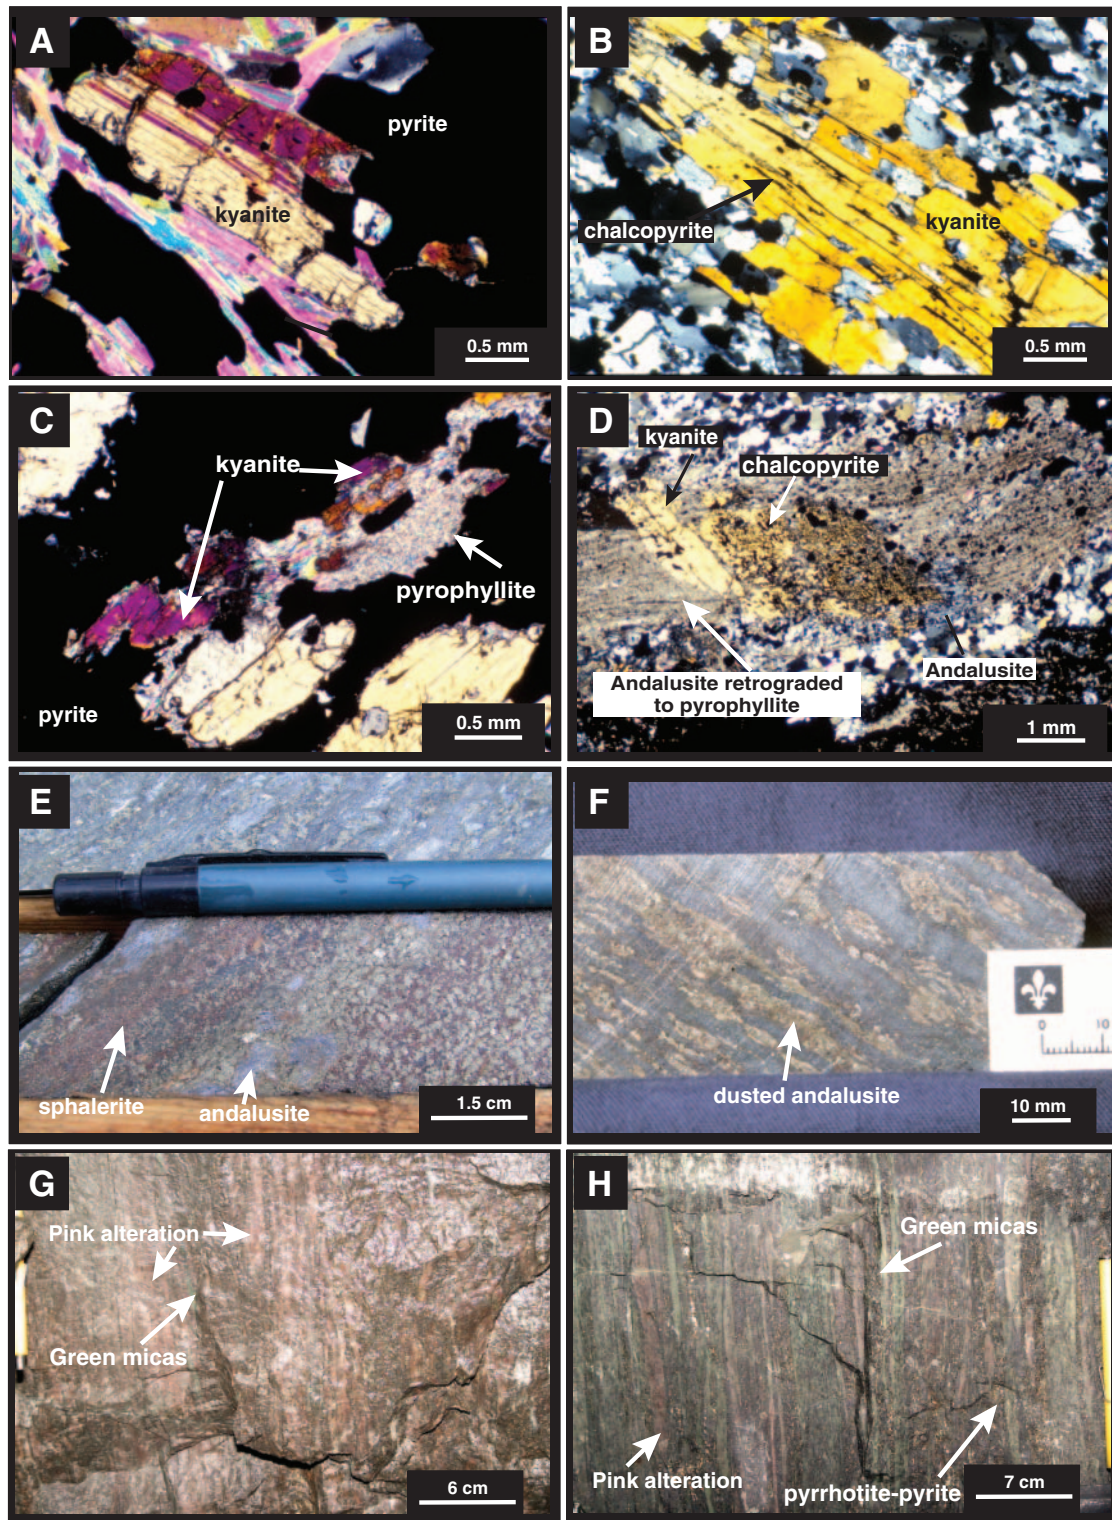 A
pyrite
kyanite
0.5 mm
B
chalcopyrite
kyanite
0.5 mm
C
kyanite
pyrophyllite
pyrite
0.5 mm
D
kyanite
chalcopyrite
Andalusite
Andalusite retrograded
to pyrophyllite
1 mm
E
sphalerite
andalusite
1.5 cm
F
0 10
dusted andalusite
10 mm
G
Pink alteration
Green micas
6 cm
H
Green micas
Pink alteration
pyrrhotite-pyrite
7 cm